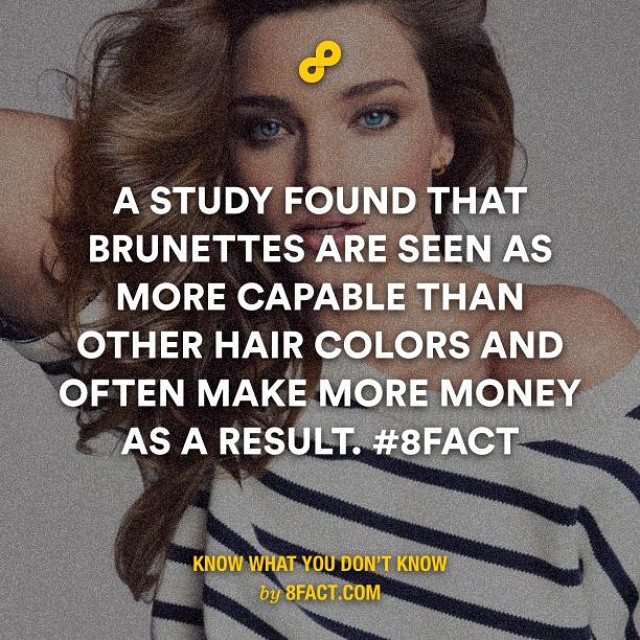 A STUDY FOUND THAT
BRUNETTES ARE SEEN AS
MORE CAPABLE THAN
OTHER HAIR COLORS AND
OFTEN MAKE MORE MONEY
AS A RESULT. #8FACT
KNOW WHAT YOU DON'T KNOW
by 8FACT.COM